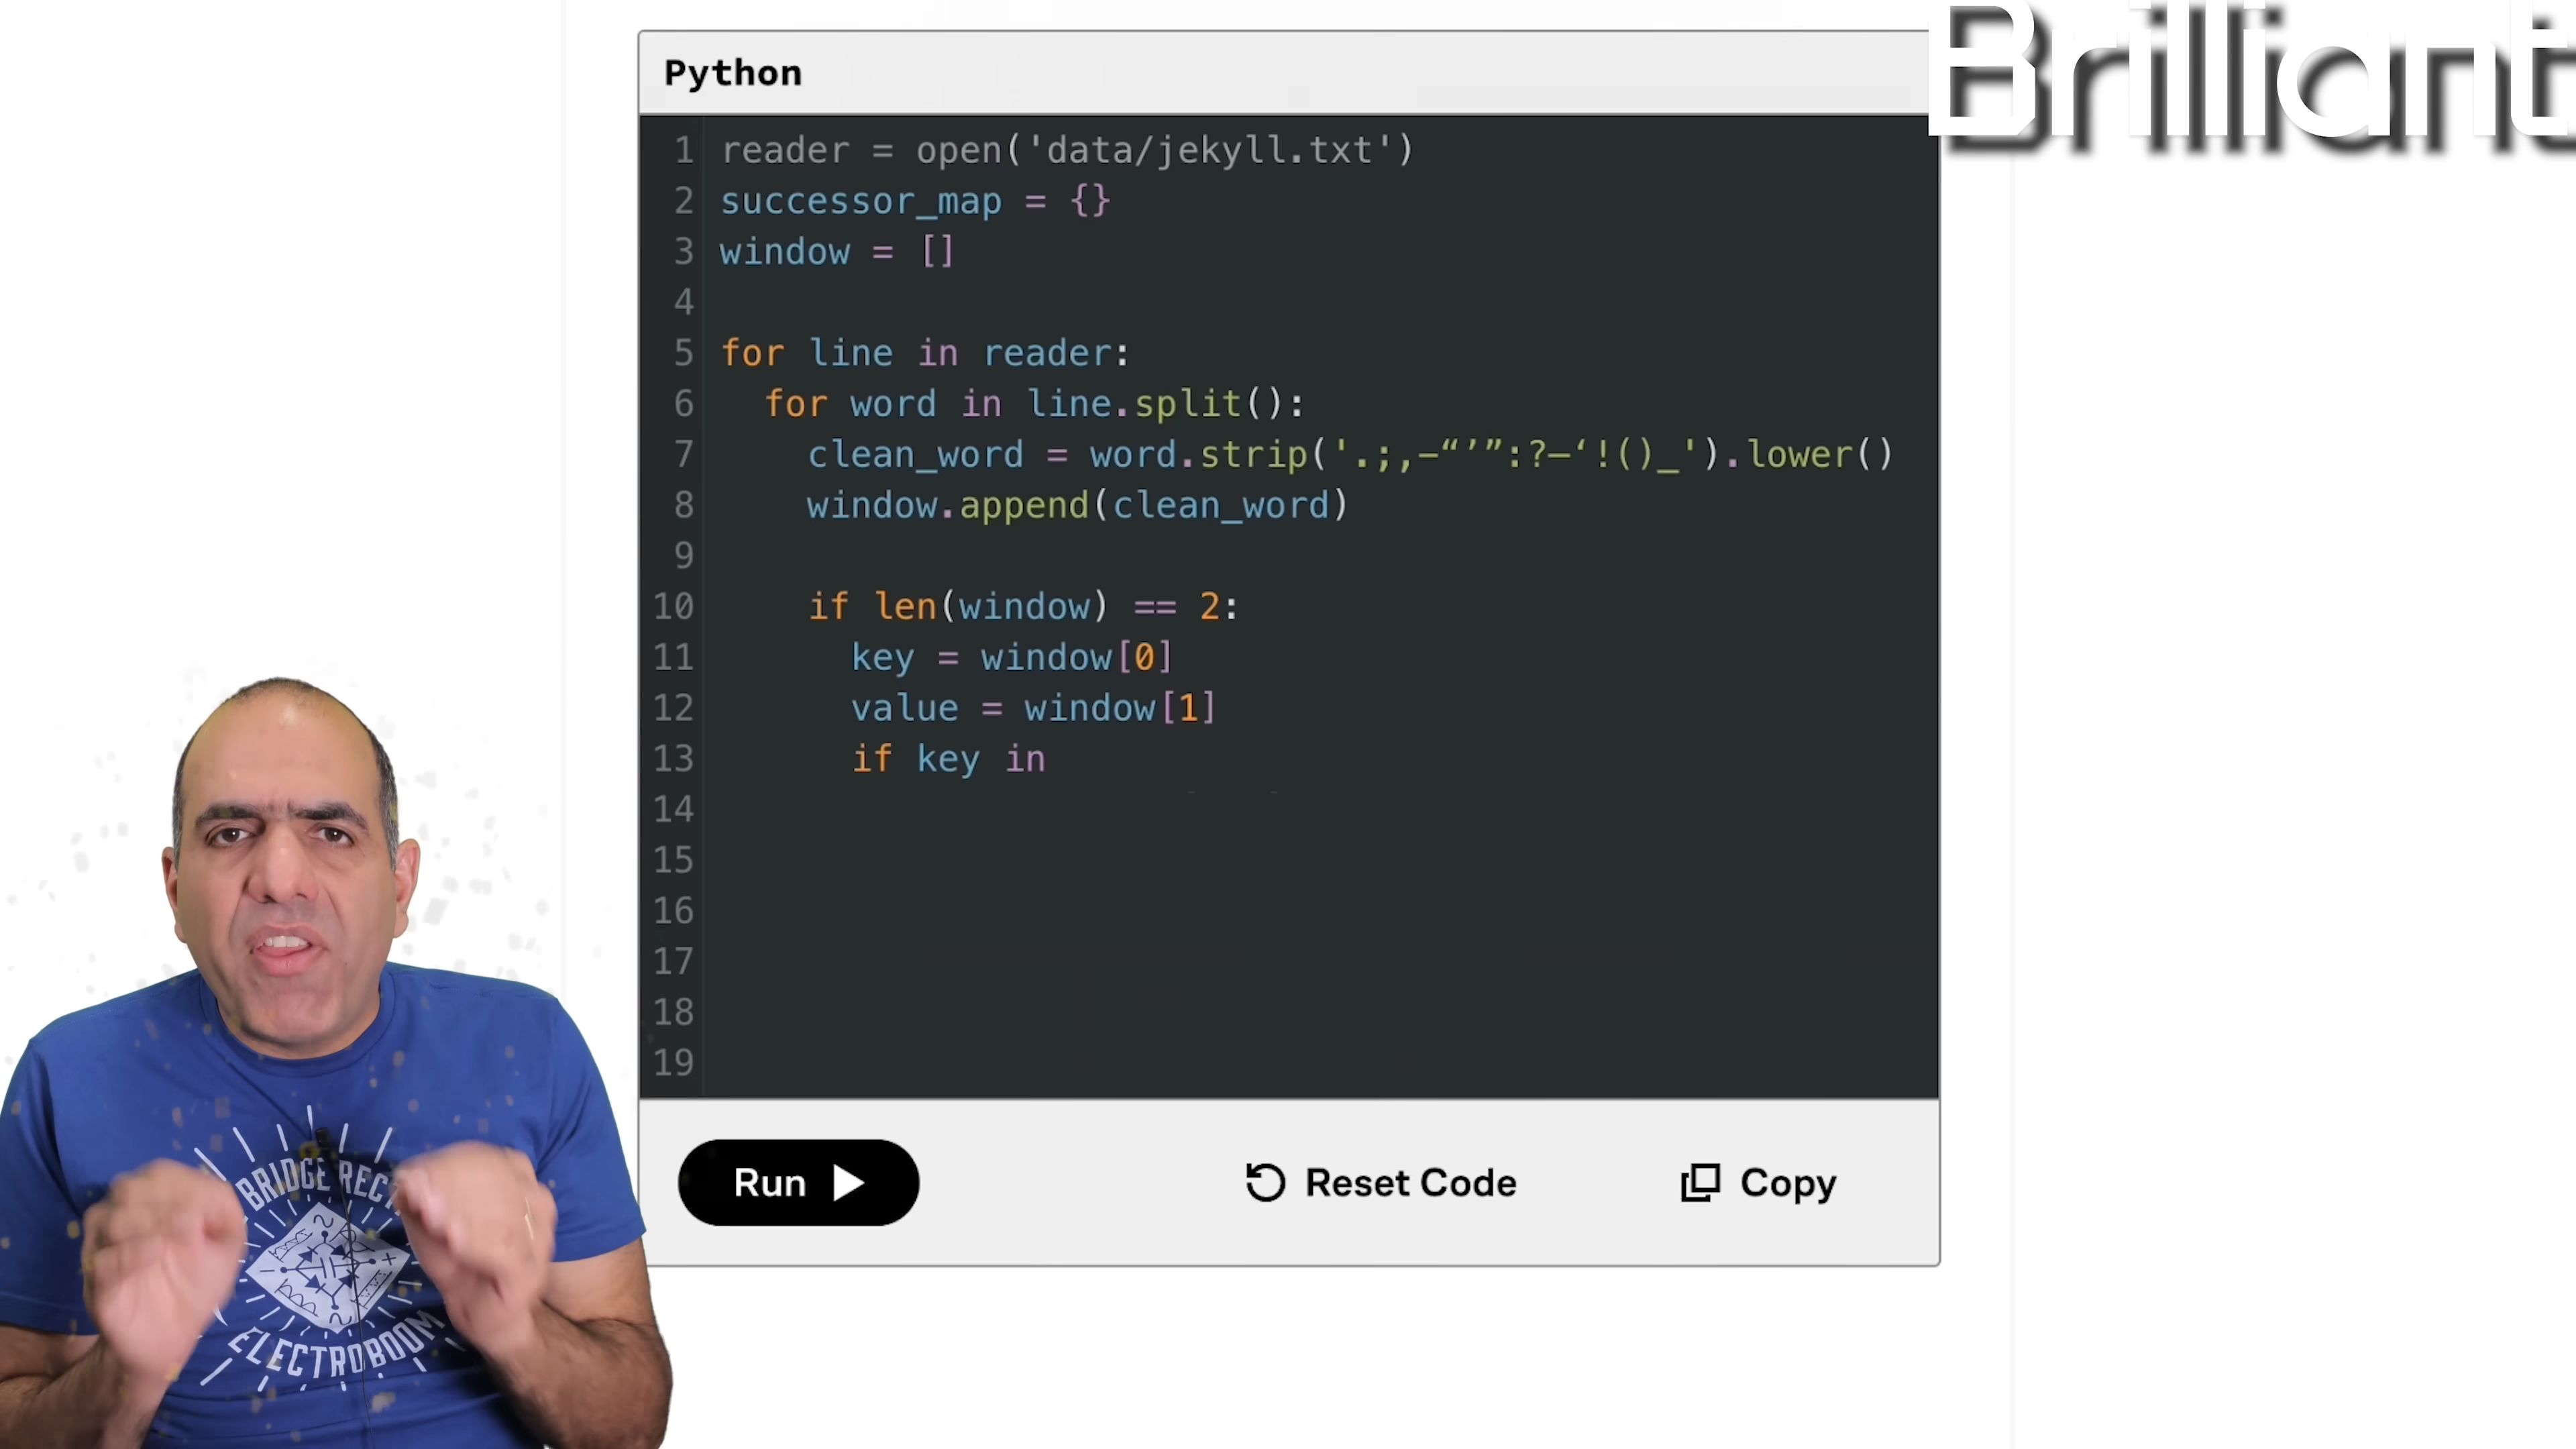 Brilliant
Python
1 reader = open('data/jekyll.txt')
2 successor_map = {}
3 window = []
4
5 for line in reader:
6 for word in line.split():
7 clean_word = word.strip('.;,—“’”:?—‘!()_').lower()
8 window.append(clean_word)
9
10 if len(window) == 2:
11 key = window[0]
12 value = window[1]
13 if key in
14
15
16
17
18
19
Run
Reset Code
Copy
BRIDGE REC
ELECTROBOOM